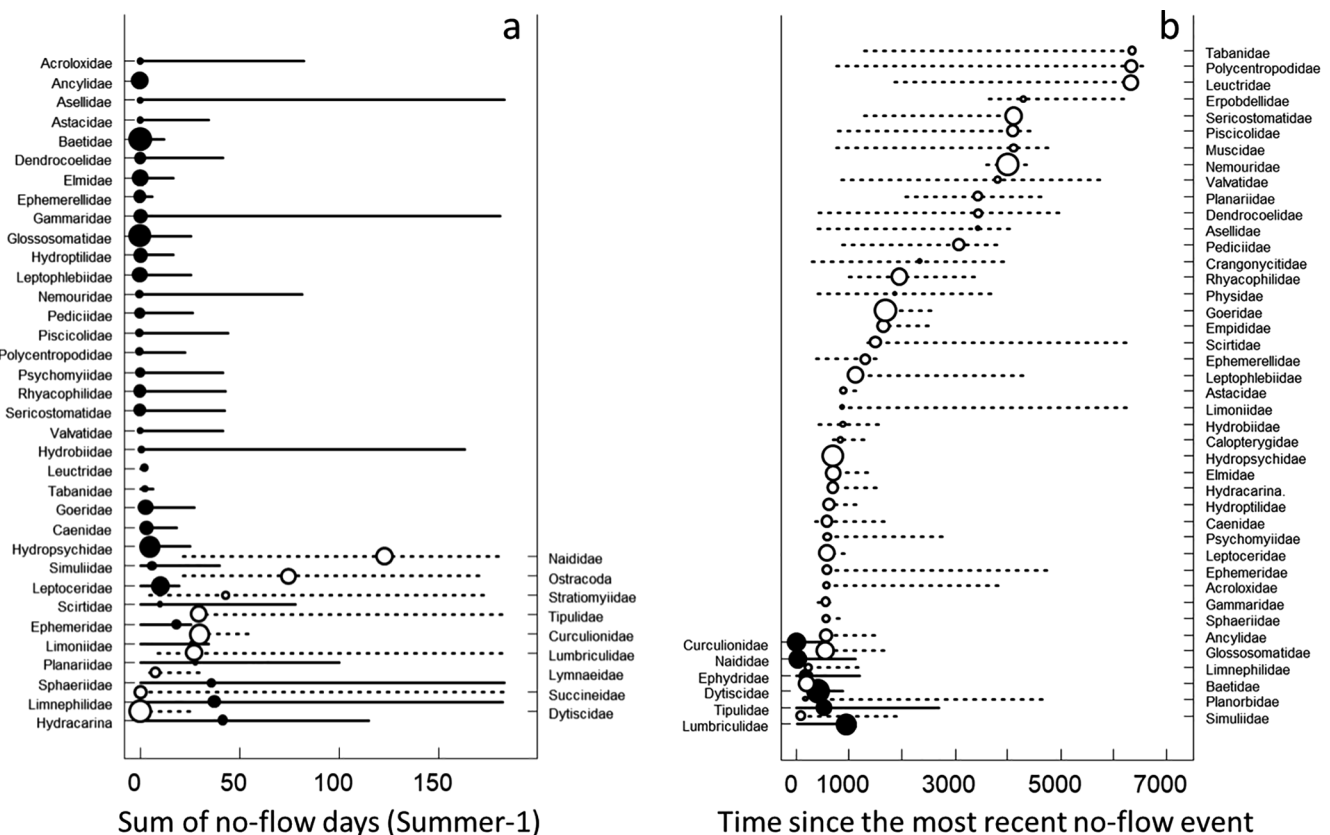 a
Acroloxidae
Ancylidae
Asellidae
Astacidae
Baetidae
Dendrocoelidae
Elmidae
Ephemerellidae
Gammaridae
Glossosomatidae
Hydroptilidae
Leptophlebiidae
Nemouridae
Pediciidae
Piscicolidae
Polycentropodidae
Psychomyiidae
Rhyacophilidae
Sericostomatidae
Valvatidae
Hydrobiidae
Leuctridae
Tabanidae
Goeridae
Caenidae
Hydropsychidae
Simuliidae
Leptoceridae
Scirtidae
Ephemeridae
Limoniidae
Planariidae
Sphaeriidae
Limnephilidae
Hydracarina
Naididae
Ostracoda
Stratiomyiidae
Tipulidae
Curculionidae
Lumbriculidae
Lymnaeidae
Succineidae
Dytiscidae
0 50 100 150
Sum of no-flow days (Summer-1)
b
Tabanidae
Polycentropodidae
Leuctridae
Erpobdellidae
Sericostomatidae
Piscicolidae
Muscidae
Nemouridae
Valvatidae
Planariidae
Dendrocoelidae
Asellidae
Pediciidae
Crangonycitidae
Rhyacophilidae
Physidae
Goeridae
Empididae
Scirtidae
Ephemerellidae
Leptophlebiidae
Astacidae
Limoniidae
Hydrobiidae
Calopterygidae
Hydropsychidae
Elmidae
Hydracarina.
Hydroptilidae
Caenidae
Psychomyiidae
Leptoceridae
Ephemeridae
Acroloxidae
Gammaridae
Sphaeriidae
Ancylidae
Glossosomatidae
Limnephilidae
Baetidae
Planorbidae
Simuliidae
Curculionidae
Naididae
Ephydridae
Dytiscidae
Tipulidae
Lumbriculidae
0 1000 3000 5000 7000
Time since the most recent no-flow event